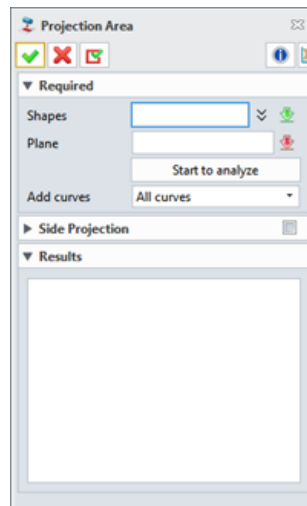 Projection Area
Required
Shapes
Plane
Start to analyze
Add curves All curves
Side Projection
Results